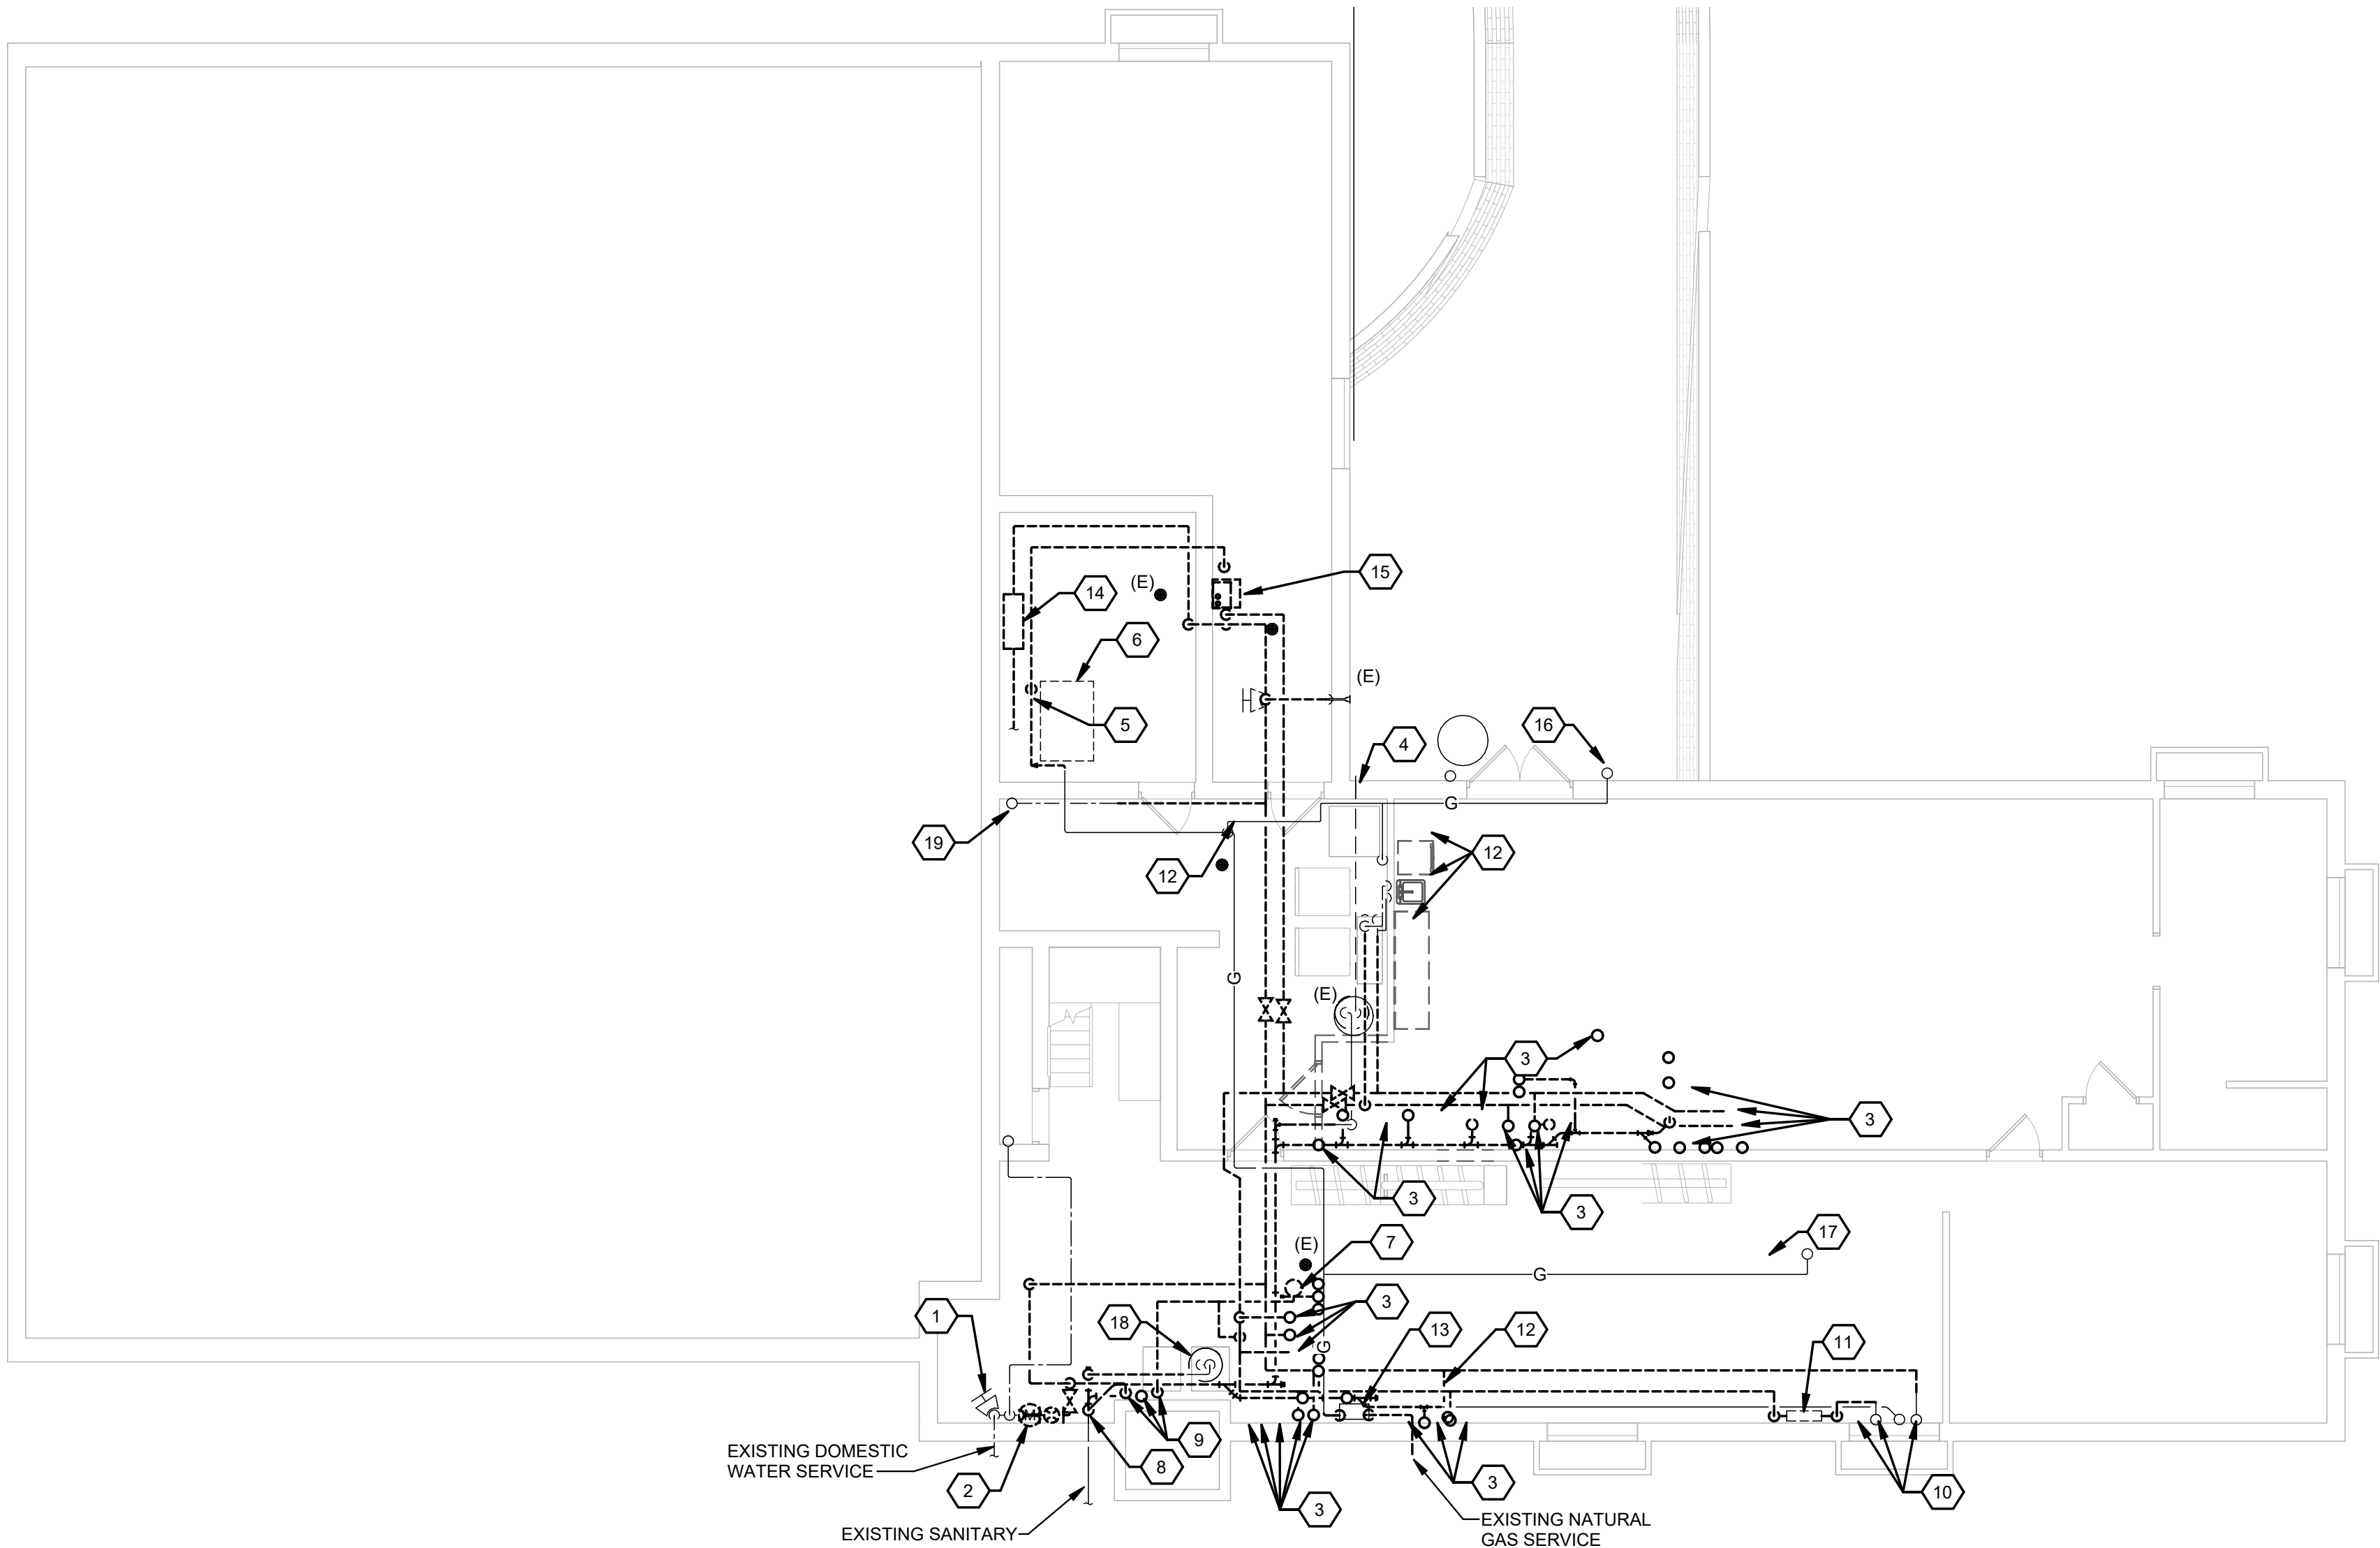 15
(E)
14
6
(E)
5
16
4
G
19
12
12
G
(E)
3
3
3
3
17
(E)
7
G
3
1
18
13
12
11
G
M
9
EXISTING DOMESTIC
WATER SERVICE
8
3
2
10
3
EXISTING NATURAL
GAS SERVICE
EXISTING SANITARY